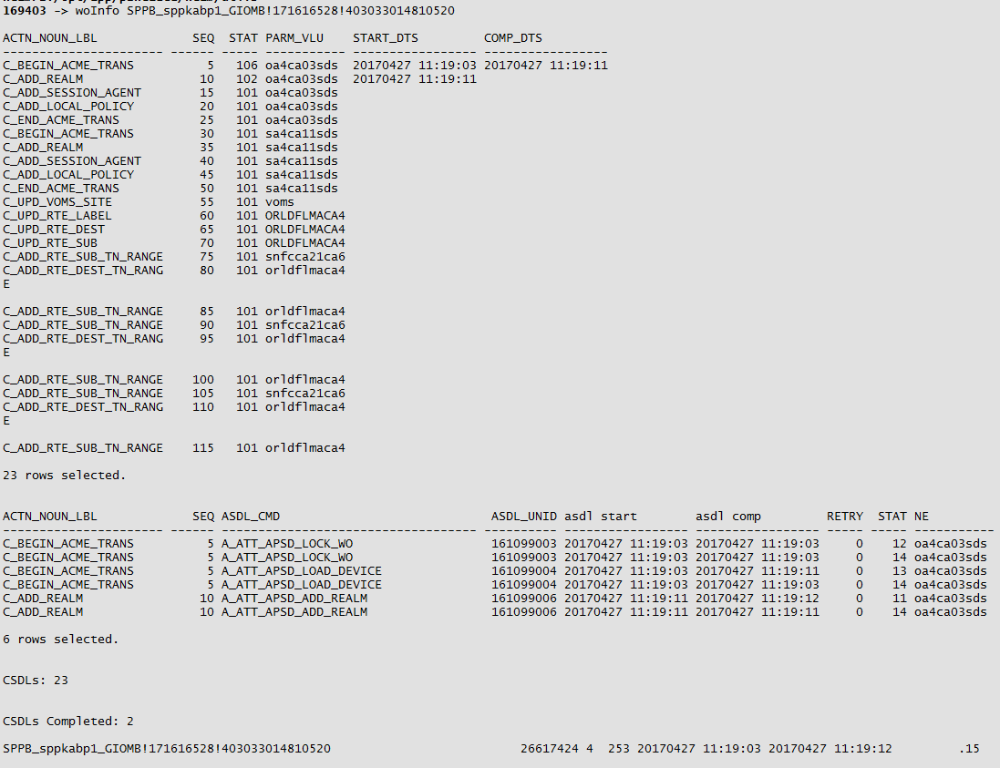 169403 -> woInfo SPPB_sppkabp1_GIOMB!171616528!403033014810520
ACTN_NOUN_LBL SEQ STAT PARM_VLU START_DTS COMP_DTS
---------------------- ------ ----- ----------- ----------------- -----------------
C_BEGIN_ACME_TRANS 5 106 oa4ca03sds 20170427 11:19:03 20170427 11:19:11
C_ADD_REALM 10 102 oa4ca03sds 20170427 11:19:11
C_ADD_SESSION_AGENT 15 101 oa4ca03sds
C_ADD_LOCAL_POLICY 20 101 oa4ca03sds
C_END_ACME_TRANS 25 101 oa4ca03sds
C_BEGIN_ACME_TRANS 30 101 sa4ca11sds
C_ADD_REALM 35 101 sa4ca11sds
C_ADD_SESSION_AGENT 40 101 sa4ca11sds
C_ADD_LOCAL_POLICY 45 101 sa4ca11sds
C_END_ACME_TRANS 50 101 sa4ca11sds
C_UPD_VOMS_SITE 55 101 voms
C_UPD_RTE_LABEL 60 101 ORLDFLMACA4
C_UPD_RTE_DEST 65 101 ORLDFLMACA4
C_UPD_RTE_SUB 70 101 ORLDFLMACA4
C_ADD_RTE_SUB_TN_RANGE 75 101 snfcca21ca6
C_ADD_RTE_DEST_TN_RANG 80 101 orldflmaca4
E
C_ADD_RTE_SUB_TN_RANGE 85 101 orldflmaca4
C_ADD_RTE_SUB_TN_RANGE 90 101 snfcca21ca6
C_ADD_RTE_DEST_TN_RANG 95 101 orldflmaca4
E
C_ADD_RTE_SUB_TN_RANGE 100 101 orldflmaca4
C_ADD_RTE_SUB_TN_RANGE 105 101 snfcca21ca6
C_ADD_RTE_DEST_TN_RANG 110 101 orldflmaca4
E
C_ADD_RTE_SUB_TN_RANGE 115 101 orldflmaca4
23 rows selected.
ACTN_NOUN_LBL SEQ ASDL_CMD ASDL_UNID asdl start asdl comp RETRY STAT NE
---------------------- ------ ----------------------------------- --------- ----------------- ----------------- ----- ----- -----------
C_BEGIN_ACME_TRANS 5 A_ATT_APSD_LOCK_WO 161099003 20170427 11:19:03 20170427 11:19:03 0 12 oa4ca03sds
C_BEGIN_ACME_TRANS 5 A_ATT_APSD_LOCK_WO 161099003 20170427 11:19:03 20170427 11:19:03 0 14 oa4ca03sds
C_BEGIN_ACME_TRANS 5 A_ATT_APSD_LOAD_DEVICE 161099004 20170427 11:19:03 20170427 11:19:11 0 13 oa4ca03sds
C_BEGIN_ACME_TRANS 5 A_ATT_APSD_LOAD_DEVICE 161099004 20170427 11:19:03 20170427 11:19:03 0 14 oa4ca03sds
C_ADD_REALM 10 A_ATT_APSD_ADD_REALM 161099006 20170427 11:19:11 20170427 11:19:12 0 11 oa4ca03sds
C_ADD_REALM 10 A_ATT_APSD_ADD_REALM 161099006 20170427 11:19:11 20170427 11:19:11 0 14 oa4ca03sds
6 rows selected.
CSDLs: 23
CSDLs Completed: 2
SPPB_sppkabp1_GIOMB!171616528!403033014810520 26617424 4 253 20170427 11:19:03 20170427 11:19:12 .15